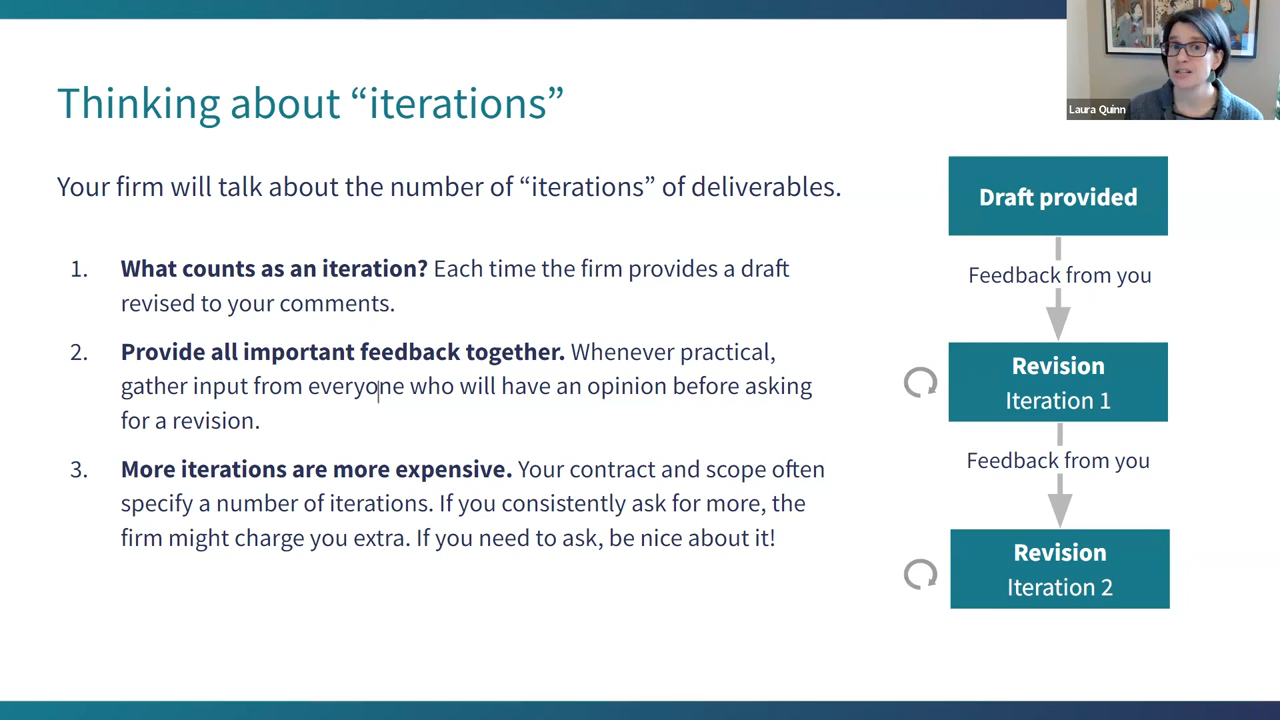 Thinking about “iterations”
Your firm will talk about the number of “iterations” of deliverables.
1. What counts as an iteration? Each time the firm provides a draft
revised to your comments.
2. Provide all important feedback together. Whenever practical,
gather input from everyone who will have an opinion before asking
for a revision.
3. More iterations are more expensive. Your contract and scope often
specify a number of iterations. If you consistently ask for more, the
firm might charge you extra. If you need to ask, be nice about it!
Laura Quinn
Draft provided
Feedback from you
Revision
Iteration 1
Feedback from you
Revision
Iteration 2